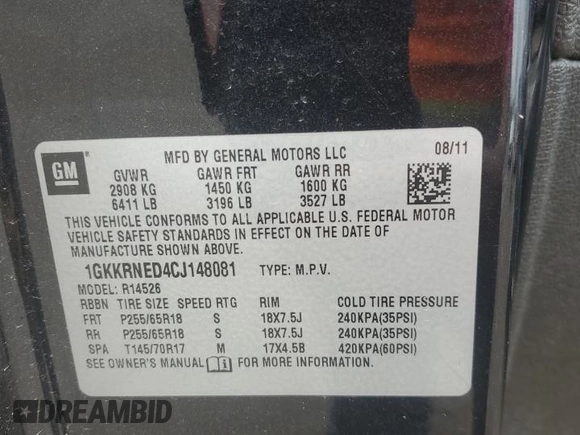 MFD BY GENERAL MOTORS LLC 08/11
GM
GVWR GAWR FRT GAWR RR
2908 KG 1450 KG 1600 KG
6411 LB 3196 LB 3527 LB
THIS VEHICLE CONFORMS TO ALL APPLICABLE U.S. FEDERAL MOTOR
VEHICLE SAFETY STANDARDS IN EFFECT ON THE DATE OF
MANUFACTURE SHOWN ABOVE.
1GKKRNED4CJ148081 TYPE: M.P.V.
MODEL: R14526
RBBN TIRE SIZE SPEED RTG RIM COLD TIRE PRESSURE
FRT P255/65R18 S 18X7.5J 240KPA(35PSI)
RR P255/65R18 S 18X7.5J 240KPA(35PSI)
SPA T145/70R17 M 17X4.5B 420KPA(60PSI)
SEE OWNER'S MANUAL FOR MORE INFORMATION
DREAMBID